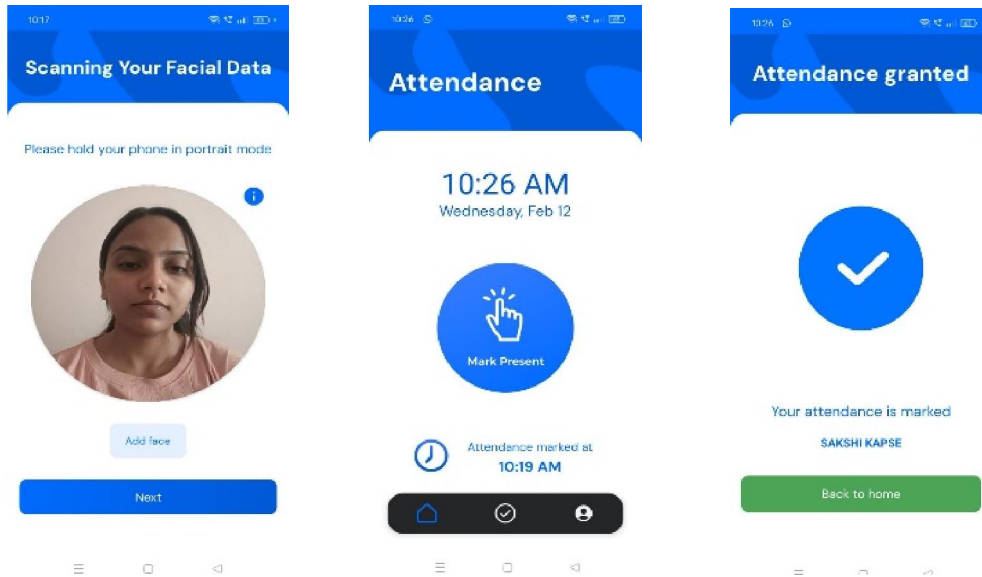 10:17
Scanning Your Facial Data
Please hold your phone in portrait mode
Add face
Next
10:26
Attendance
10:26 AM
Wednesday, Feb 12
Mark Present
Attendance marked at
10:19 AM
10:26
Attendance granted
Your attendance is marked
SAKSHI KAPSE
Back to home